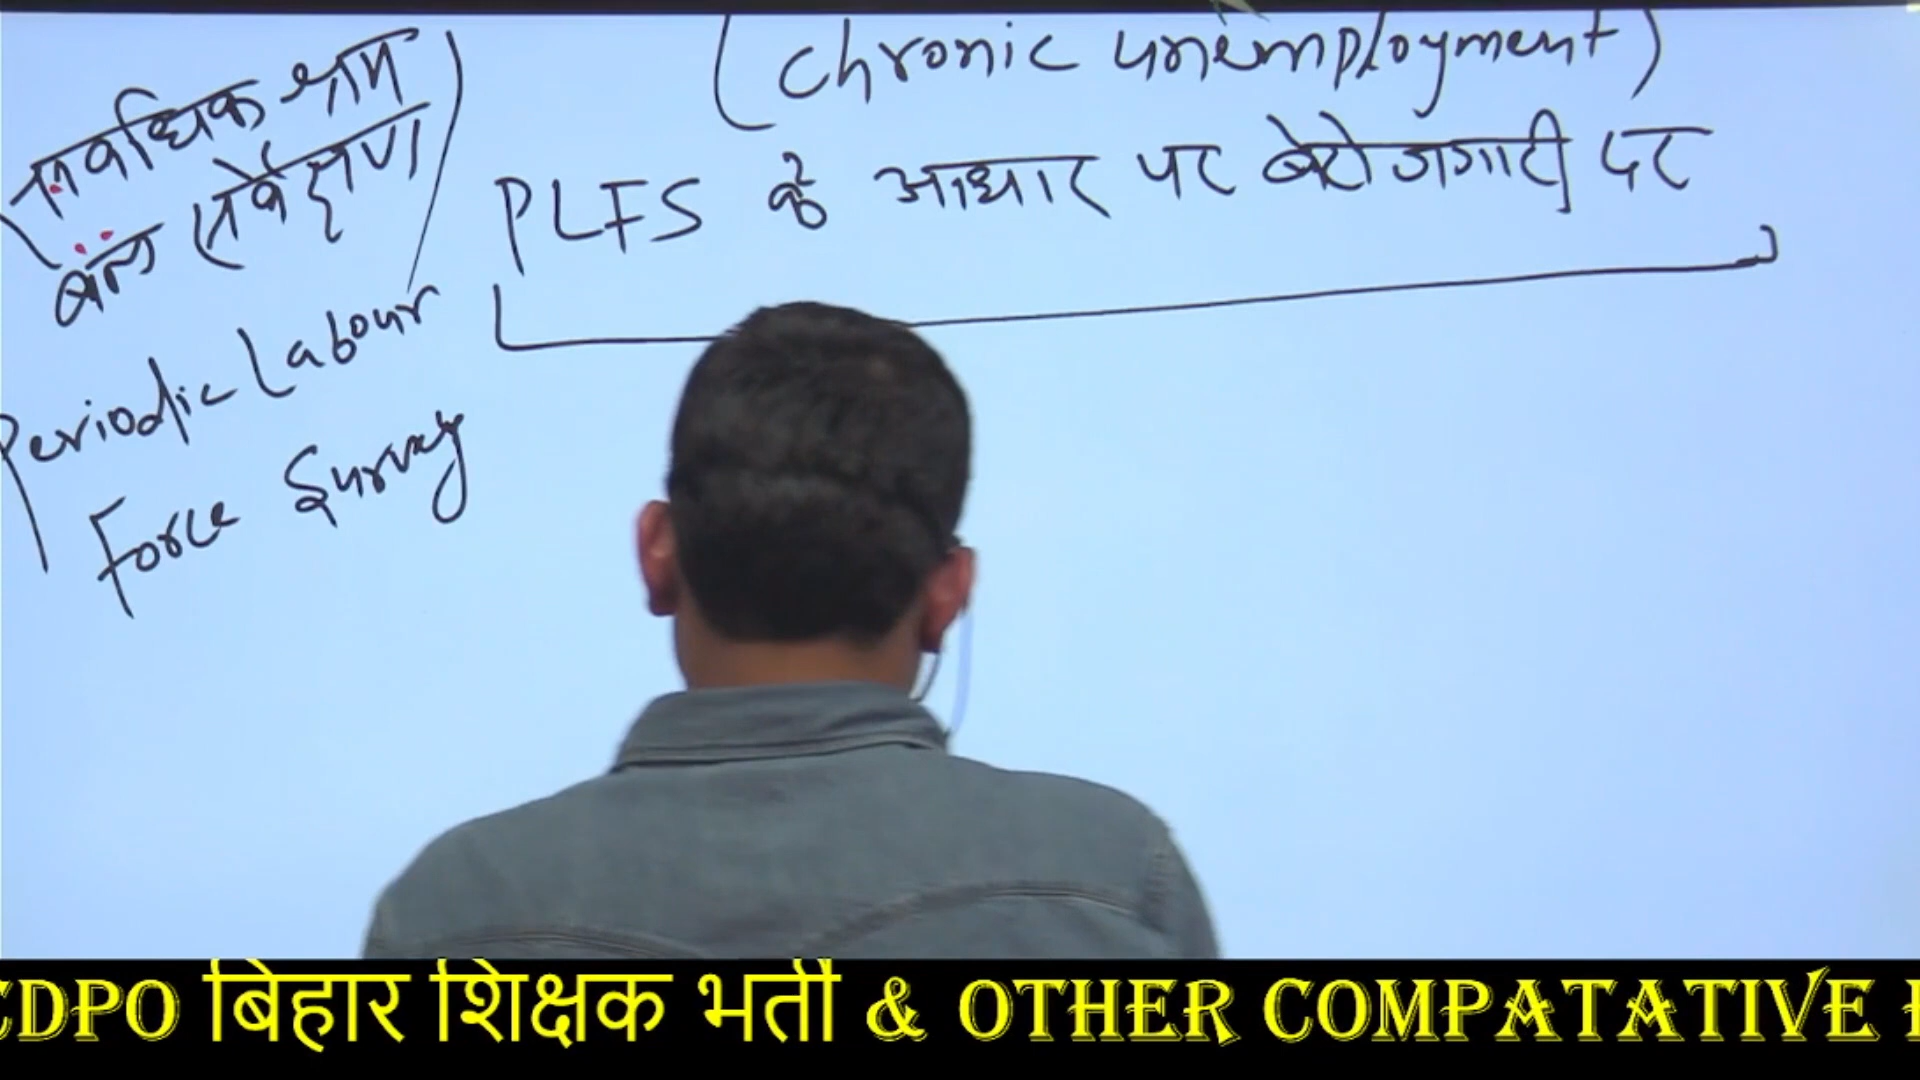 (Chronic unemployment)
PLFS के आधार पर बेरोजगारी दर
(सवधिक श्रम
बल सर्वेक्षण)
Periodic Labour
Force Survey
CDPO बिहार शिक्षक भर्ती & OTHER COMPATATIVE